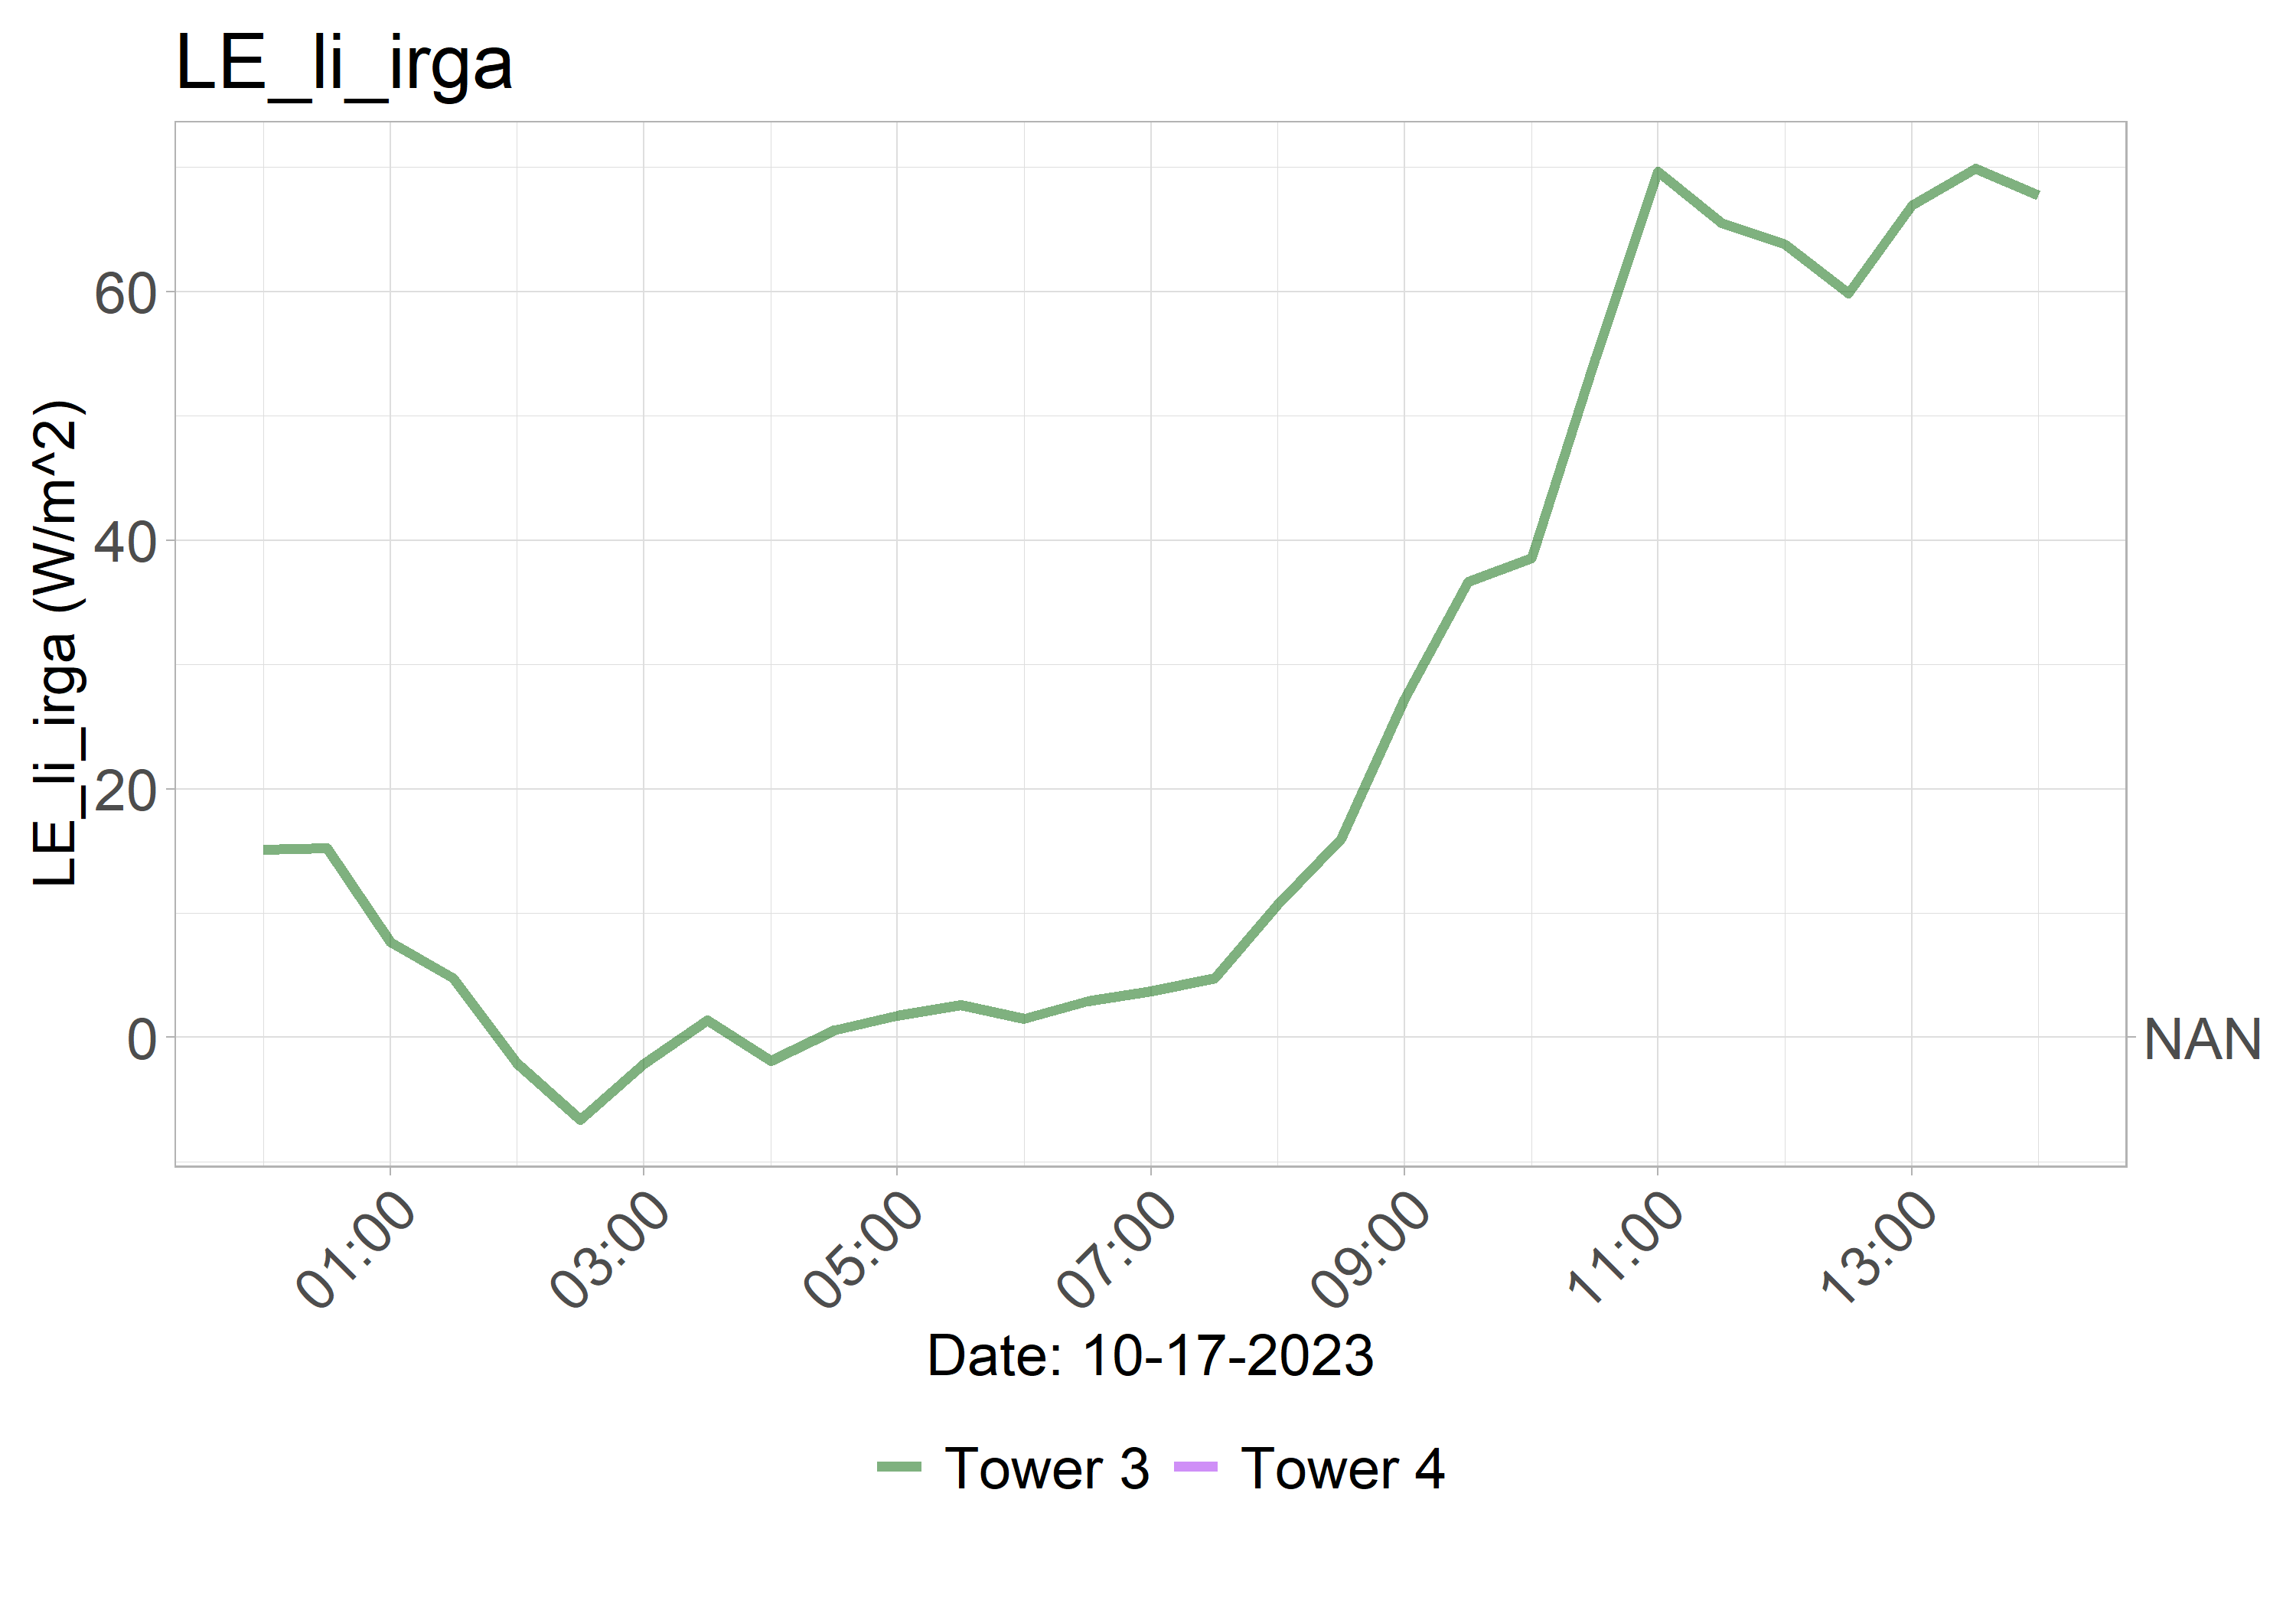 LE_li_irga
LE_li_irga (W/m^2)
60
40
20
0
NAN
01:00 03:00 05:00 07:00 09:00 11:00 13:00
Date: 10-17-2023
Tower 3 Tower 4